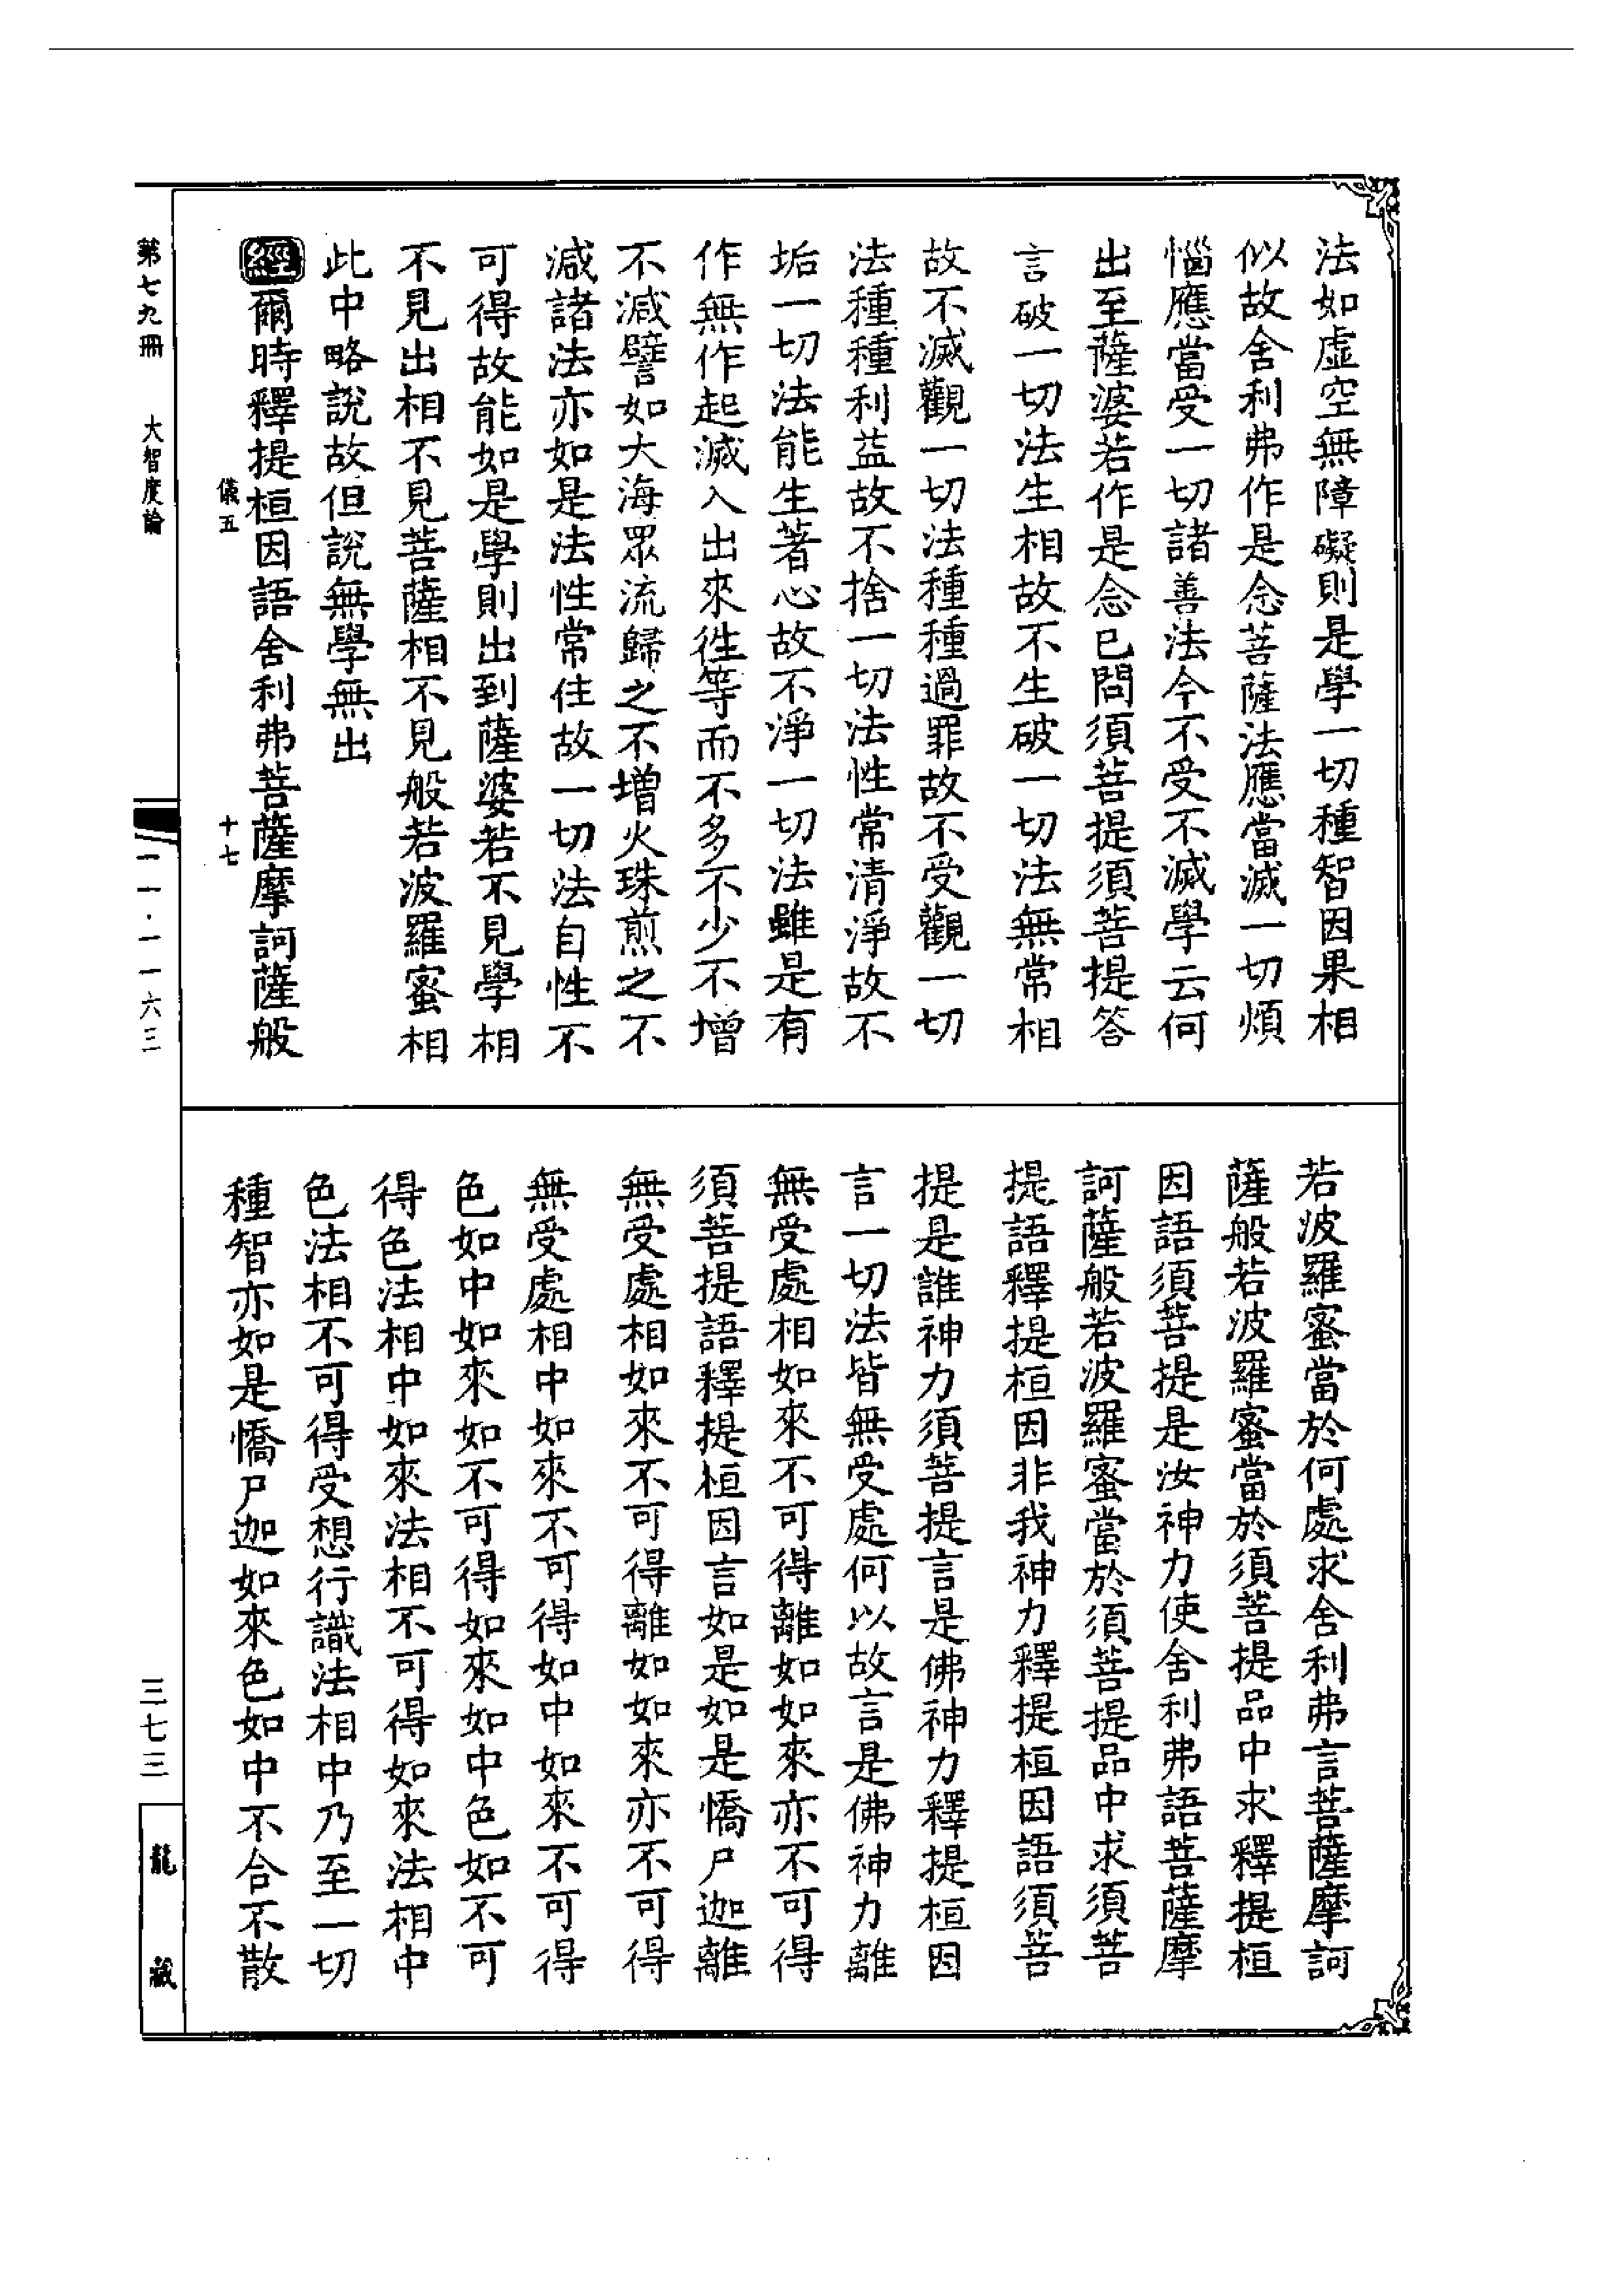 法如虛空無障礙則是學一切種智因果相
似故舍利弗作是念菩薩法應當滅一切煩
惱應當受一切諸善法今不受不滅學云何
出至薩婆若作是念已問須菩提須菩提答
言破一切法生相故不生破一切法無常相
故不滅觀一切法種種過罪故不受觀一切
法種種利益故不捨一切法性常清淨故不
垢一切法能生著心故不淨一切法雖是有
作無作起滅入出來往等而不多不少不增
不減譬如大海眾流歸之不增火珠煎之不
減諸法亦如是法性常住故一切法自性不
可得故能如是學則出到薩婆若不見學相
不見出相不見菩薩相不見般若波羅蜜相
此中略說故但說無學無出
經爾時釋提桓因語舍利弗菩薩摩訶薩般
儀五 十七
若波羅蜜當於何處求舍利弗言菩薩摩訶
薩般若波羅蜜當於須菩提品中求釋提桓
因語須菩提是汝神力使舍利弗語菩薩摩
訶薩般若波羅蜜當於須菩提品中求須菩
提語釋提桓因非我神力釋提桓因語須菩
提是誰神力須菩提言是佛神力釋提桓因
言一切法皆無受處何以故言是佛神力離
無受處相如來不可得離如如來亦不可得
須菩提語釋提桓因言如是如是憍尸迦離
無受處相如來不可得離如如來亦不可得
無受處相中如來不可得如中如來不可得
色如中如來如不可得如來如中色如不可
得色法相中如來法相不可得如來法相中
色法相不可得受想行識法相中乃至一切
種智亦如是憍尸迦如來色如中不合不散
第七九冊 大智度論
一一·一一六三
三七三
龍藏